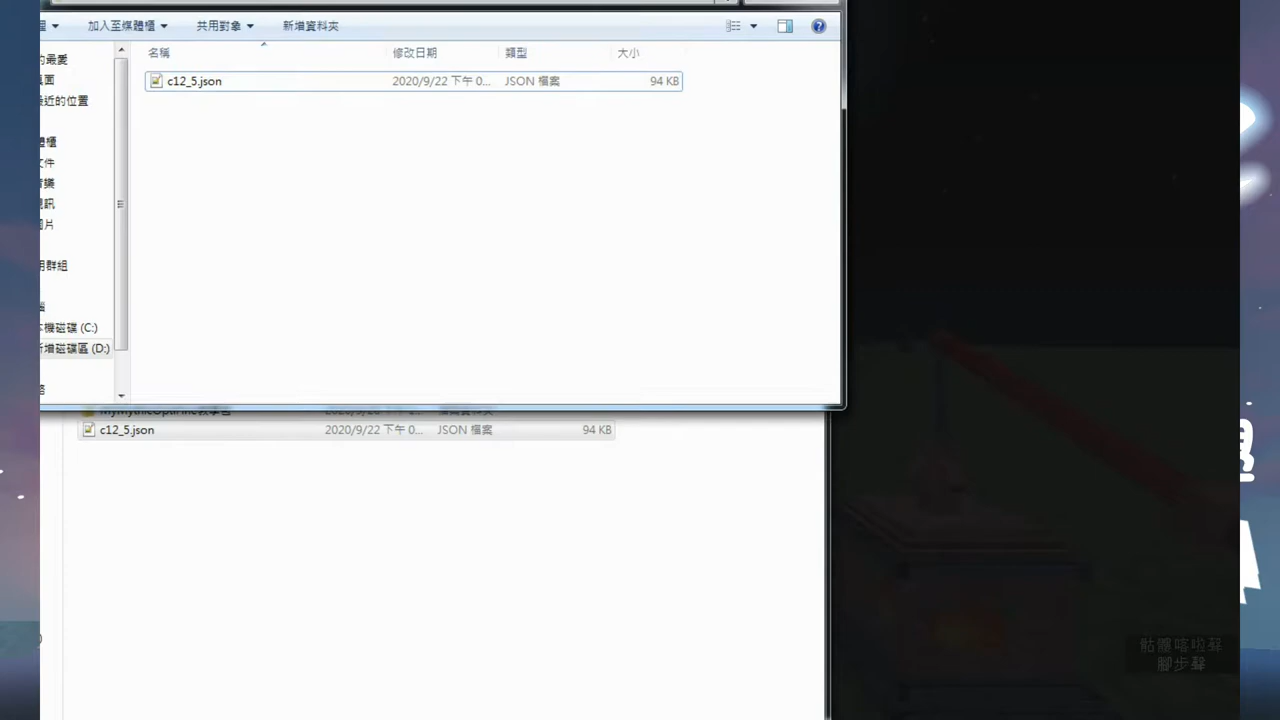 加入至媒體櫃
共用對象
新增資料夾
名稱
修改日期
類型
大小
c12_5.json
2020/9/22 下午 0...
JSON 檔案
94 KB
的最愛
面
近的位置
體櫃
文件
音樂
視訊
圖片
用群組
本機磁碟 (C:)
新增磁碟區 (D:)
c12_5.json
2020/9/22 下午 0...
JSON 檔案
94 KB
骷髏喀啦聲
腳步聲